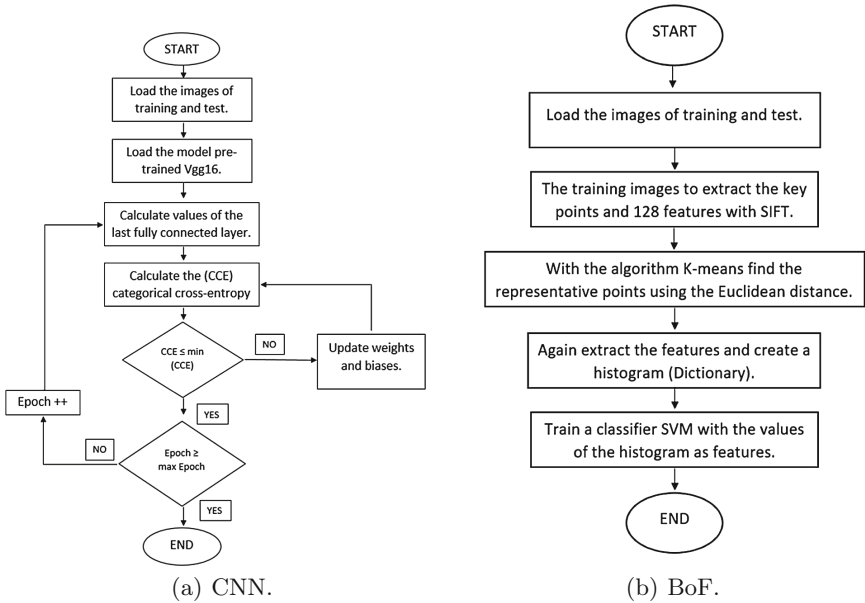 START
Load the images of
training and test.
Load the model pre-
trained Vgg16.
Calculate values of the
last fully connected layer.
Calculate the (CCE)
categorical cross-entropy
CCE ≤ min
(CCE)
NO
Update weights
and biases.
YES
Epoch ++
NO
Epoch ≥
max Epoch
YES
END
(a) CNN.
START
Load the images of training and test.
The training images to extract the key
points and 128 features with SIFT.
With the algorithm K-means find the
representative points using the Euclidean distance.
Again extract the features and create a
histogram (Dictionary).
Train a classifier SVM with the values
of the histogram as features.
END
(b) BoF.